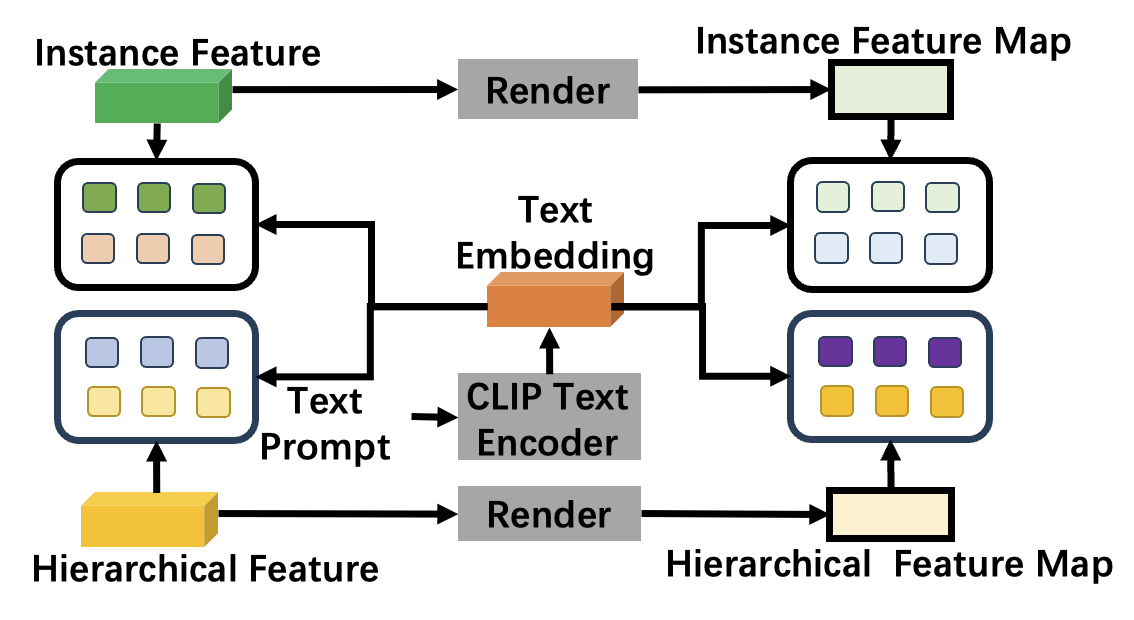 Instance Feature
Instance Feature Map
Render
Text
Embedding
Text
Prompt
CLIP Text
Encoder
Render
Hierarchical Feature
Hierarchical  Feature Map